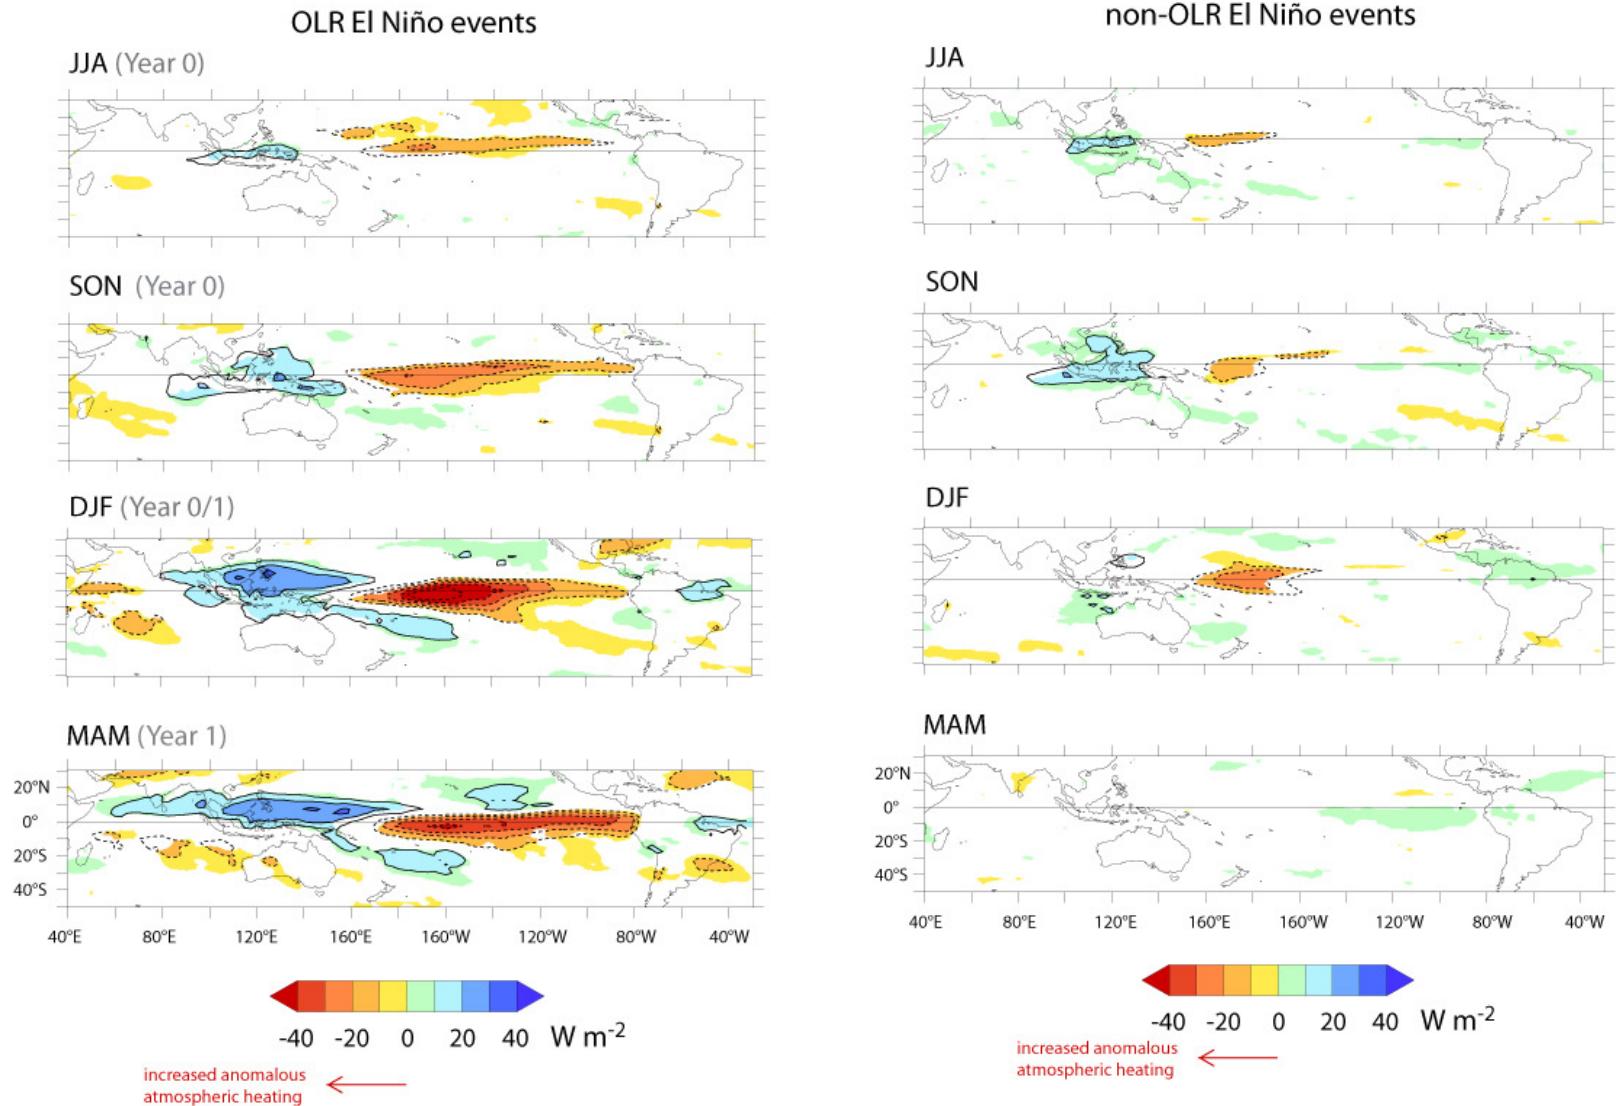 OLR El Niño events
JJA (Year 0)
SON (Year 0)
DJF (Year 0/1)
MAM (Year 1)
20°N
0°
20°S
40°S
40°E 80°E 120°E 160°E 160°W 120°W 80°W 40°W
-40 -20 0 20 40 W m-2
increased anomalous
atmospheric heating
non-OLR El Niño events
JJA
SON
DJF
MAM
20°N
0°
20°S
40°S
40°E 80°E 120°E 160°E 160°W 120°W 80°W 40°W
-40 -20 0 20 40 W m-2
increased anomalous
atmospheric heating